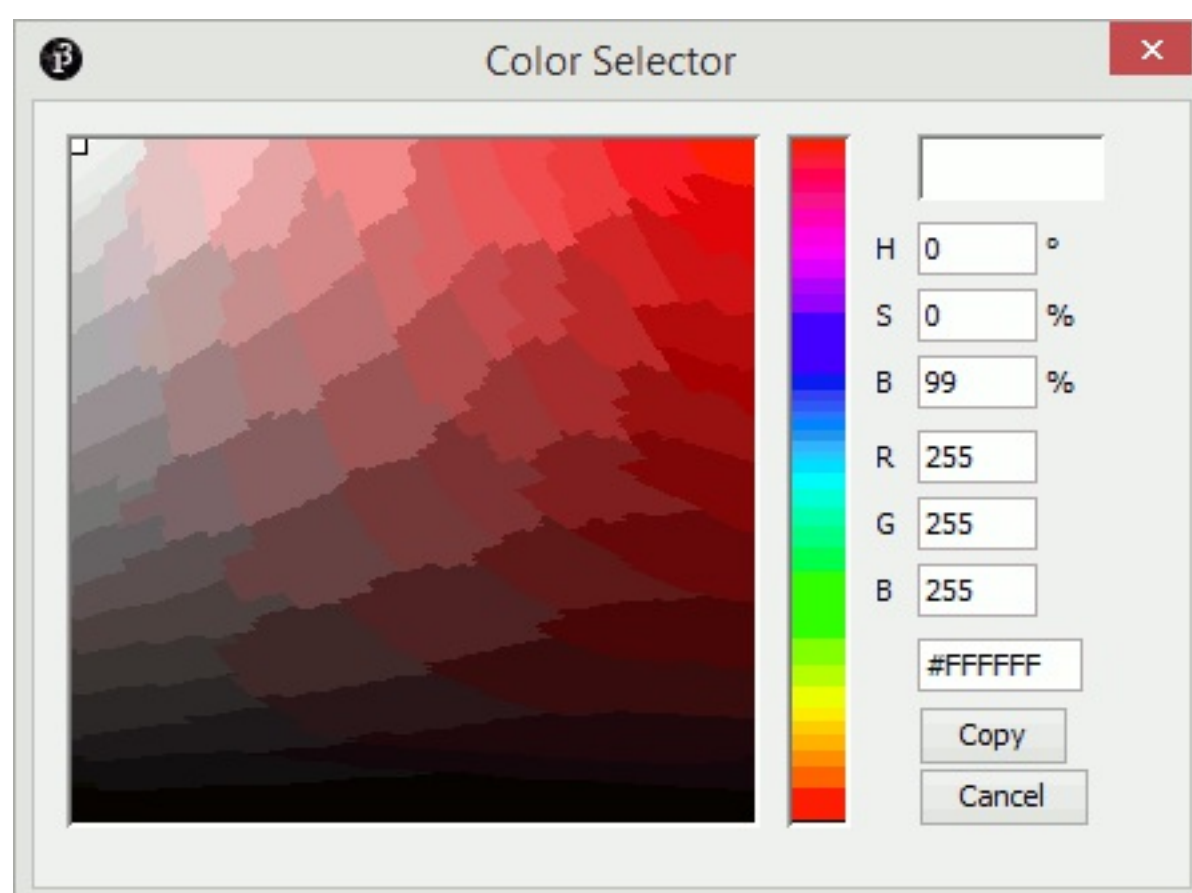 Color Selector
H 0 °
S 0 %
B 99 %
R 255
G 255
B 255
#FFFFFF
Copy
Cancel